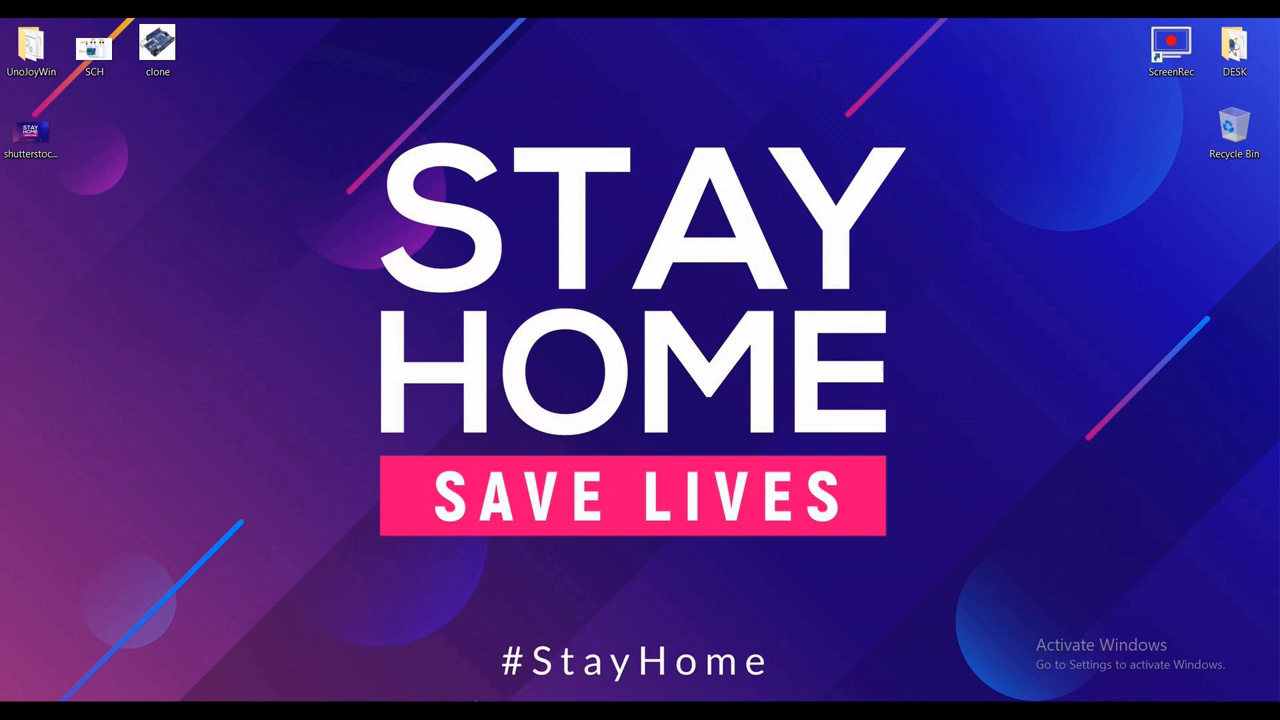 UnoJoyWin
SCH
clone
ScreenRec
DESK
shutterstoc...
Recycle Bin
STAY
HOME
SAVE LIVES
#StayHome
Activate Windows
Go to Settings to activate Windows.